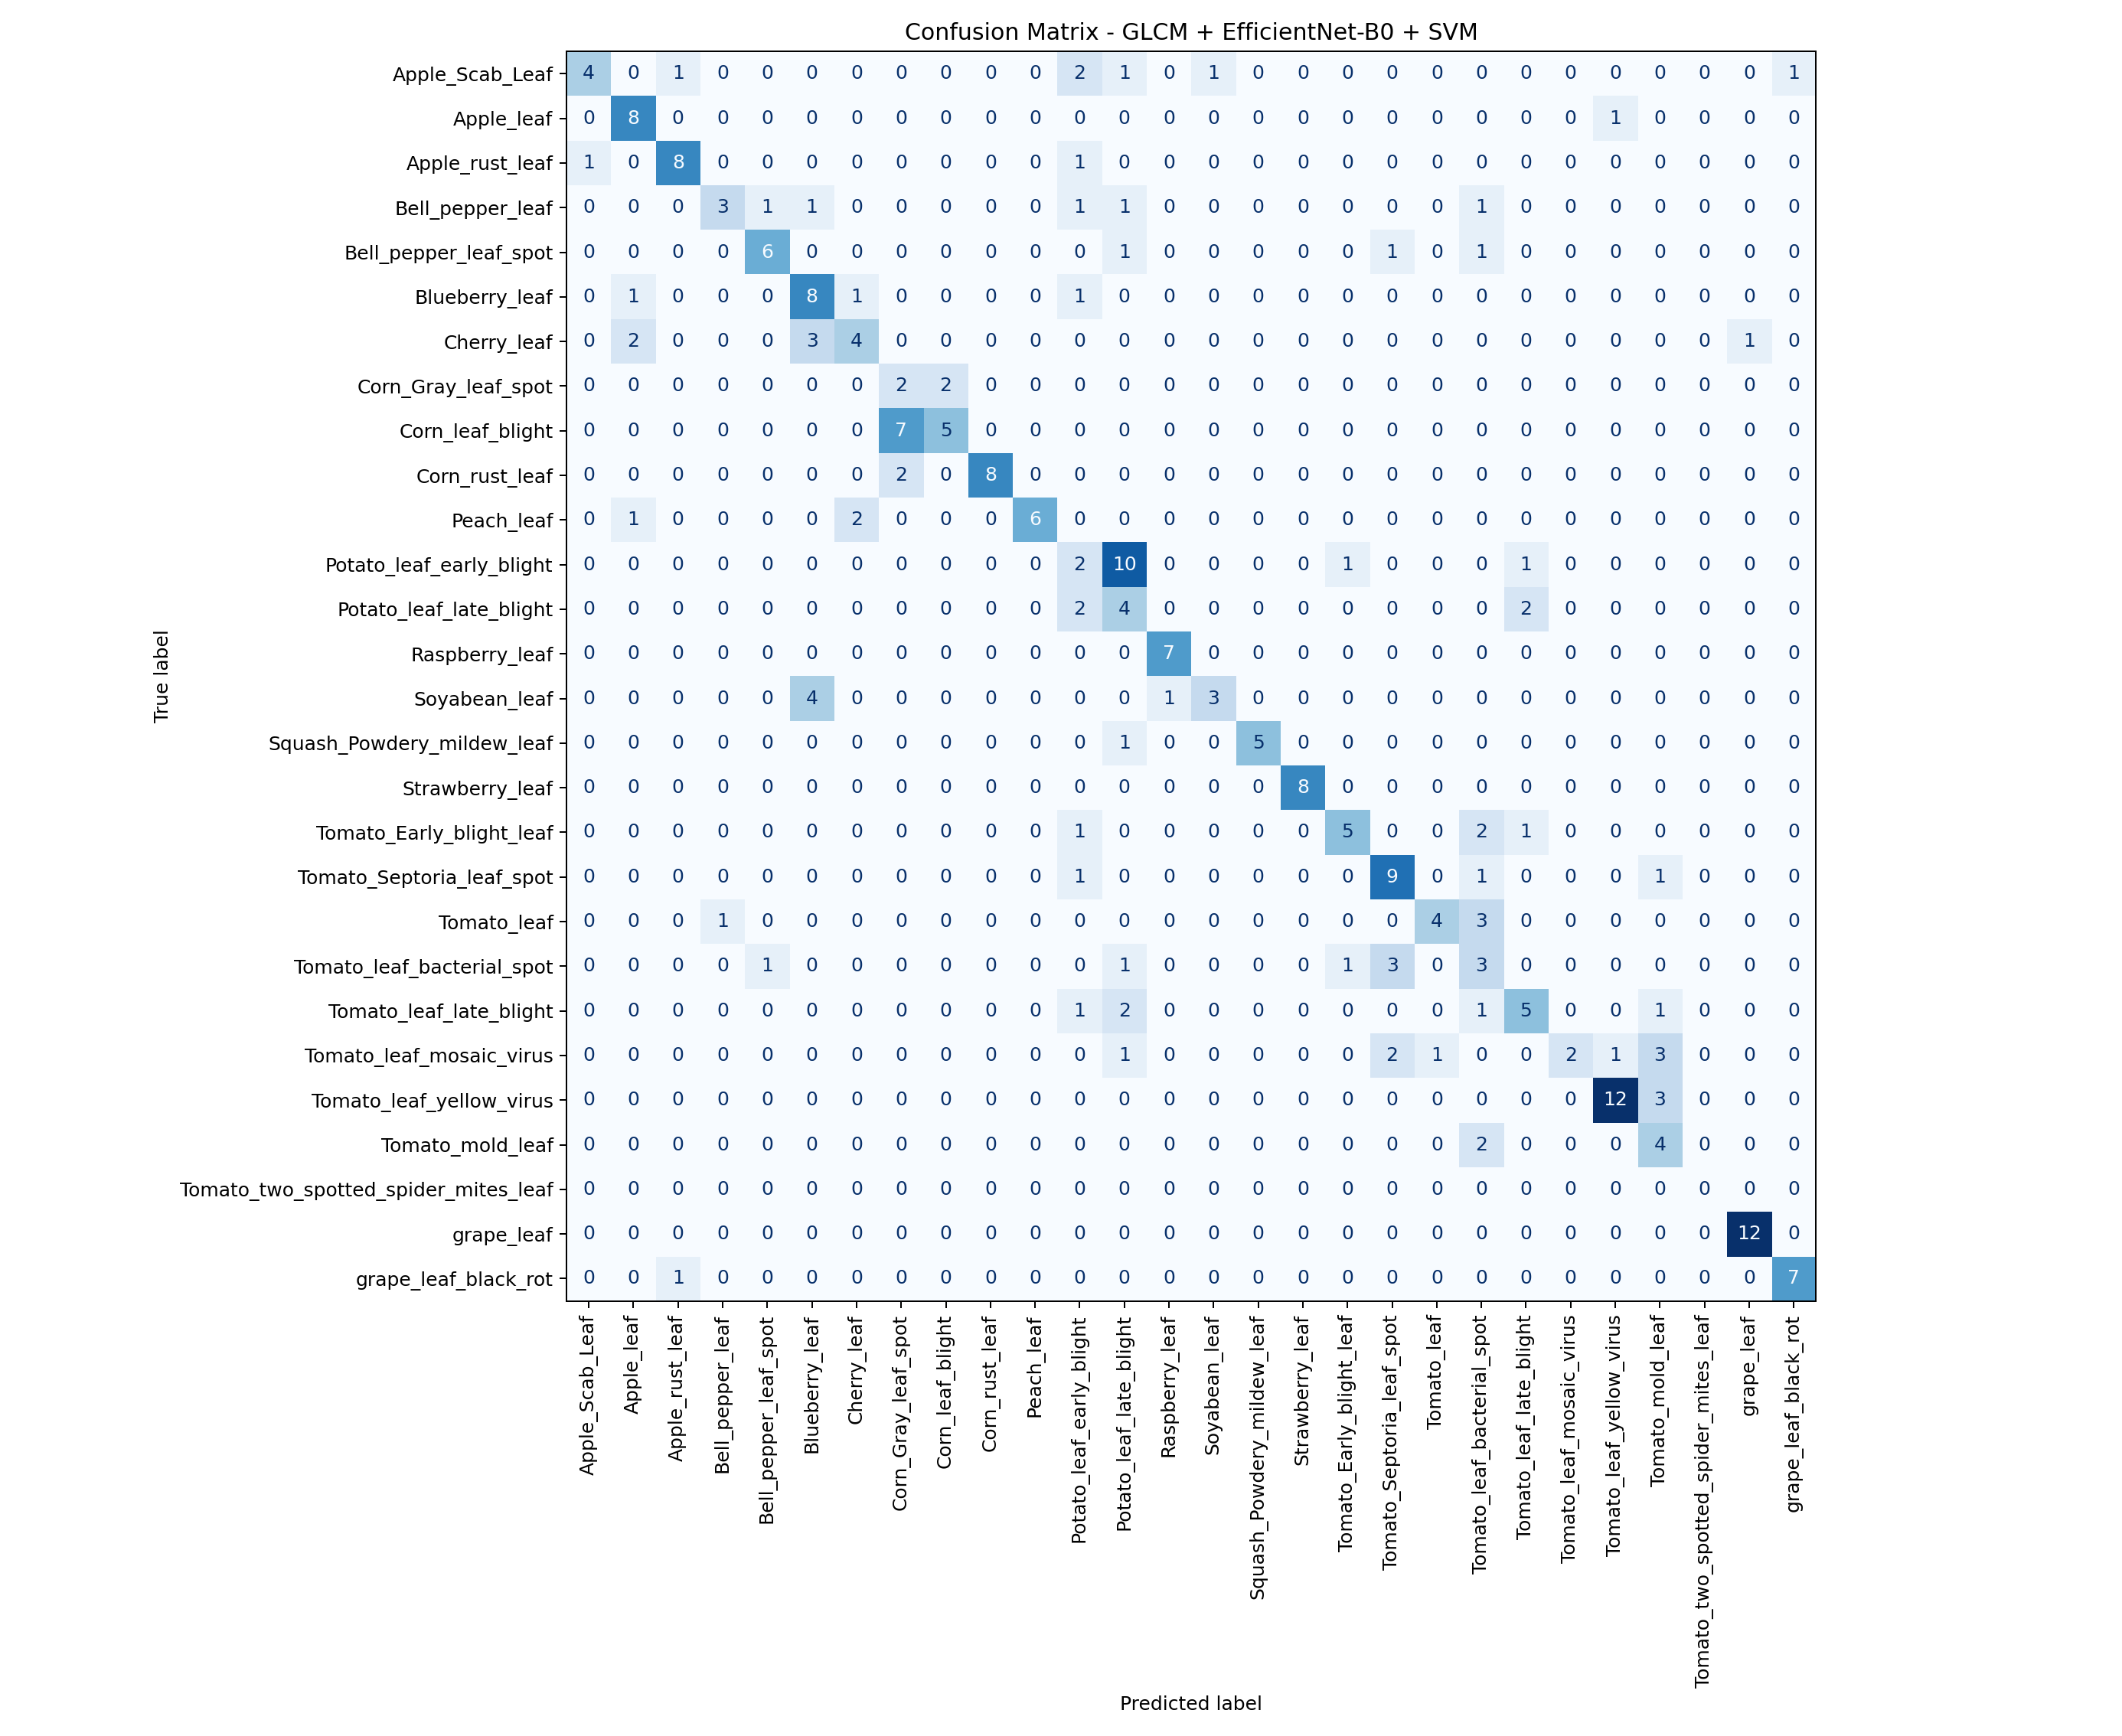 Confusion Matrix - GLCM + EfficientNet-B0 + SVM
True label
Apple_Scab_Leaf 4 0 1 0 0 0 0 0 0 0 0 2 1 0 1 0 0 0 0 0 0 0 0 0 0 0 0 1
Apple_leaf 0 8 0 0 0 0 0 0 0 0 0 0 0 0 0 0 0 0 0 0 0 0 0 1 0 0 0 0
Apple_rust_leaf 1 0 8 0 0 0 0 0 0 0 0 1 0 0 0 0 0 0 0 0 0 0 0 0 0 0 0 0
Bell_pepper_leaf 0 0 0 3 1 1 0 0 0 0 0 1 1 0 0 0 0 0 0 0 1 0 0 0 0 0 0 0
Bell_pepper_leaf_spot 0 0 0 0 6 0 0 0 0 0 0 0 1 0 0 0 0 0 1 0 1 0 0 0 0 0 0 0
Blueberry_leaf 0 1 0 0 0 8 1 0 0 0 0 1 0 0 0 0 0 0 0 0 0 0 0 0 0 0 0 0
Cherry_leaf 0 2 0 0 0 3 4 0 0 0 0 0 0 0 0 0 0 0 0 0 0 0 0 0 0 0 1 0
Corn_Gray_leaf_spot 0 0 0 0 0 0 0 2 2 0 0 0 0 0 0 0 0 0 0 0 0 0 0 0 0 0 0 0
Corn_leaf_blight 0 0 0 0 0 0 0 7 5 0 0 0 0 0 0 0 0 0 0 0 0 0 0 0 0 0 0 0
Corn_rust_leaf 0 0 0 0 0 0 0 2 0 8 0 0 0 0 0 0 0 0 0 0 0 0 0 0 0 0 0 0
Peach_leaf 0 1 0 0 0 0 2 0 0 0 6 0 0 0 0 0 0 0 0 0 0 0 0 0 0 0 0 0
Potato_leaf_early_blight 0 0 0 0 0 0 0 0 0 0 0 2 10 0 0 0 0 1 0 0 0 1 0 0 0 0 0 0
Potato_leaf_late_blight 0 0 0 0 0 0 0 0 0 0 0 2 4 0 0 0 0 0 0 0 0 2 0 0 0 0 0 0
Raspberry_leaf 0 0 0 0 0 0 0 0 0 0 0 0 0 7 0 0 0 0 0 0 0 0 0 0 0 0 0 0
Soyabean_leaf 0 0 0 0 0 4 0 0 0 0 0 0 0 1 3 0 0 0 0 0 0 0 0 0 0 0 0 0
Squash_Powdery_mildew_leaf 0 0 0 0 0 0 0 0 0 0 0 0 1 0 0 5 0 0 0 0 0 0 0 0 0 0 0 0
Strawberry_leaf 0 0 0 0 0 0 0 0 0 0 0 0 0 0 0 0 8 0 0 0 0 0 0 0 0 0 0 0
Tomato_Early_blight_leaf 0 0 0 0 0 0 0 0 0 0 0 1 0 0 0 0 0 5 0 0 2 1 0 0 0 0 0 0
Tomato_Septoria_leaf_spot 0 0 0 0 0 0 0 0 0 0 0 1 0 0 0 0 0 0 9 0 1 0 0 0 1 0 0 0
Tomato_leaf 0 0 0 1 0 0 0 0 0 0 0 0 0 0 0 0 0 0 0 4 3 0 0 0 0 0 0 0
Tomato_leaf_bacterial_spot 0 0 0 0 1 0 0 0 0 0 0 0 1 0 0 0 0 1 3 0 3 0 0 0 0 0 0 0
Tomato_leaf_late_blight 0 0 0 0 0 0 0 0 0 0 0 1 2 0 0 0 0 0 0 0 1 5 0 0 1 0 0 0
Tomato_leaf_mosaic_virus 0 0 0 0 0 0 0 0 0 0 0 0 1 0 0 0 0 0 2 1 0 0 2 1 3 0 0 0
Tomato_leaf_yellow_virus 0 0 0 0 0 0 0 0 0 0 0 0 0 0 0 0 0 0 0 0 0 0 0 12 3 0 0 0
Tomato_mold_leaf 0 0 0 0 0 0 0 0 0 0 0 0 0 0 0 0 0 0 0 0 2 0 0 0 4 0 0 0
Tomato_two_spotted_spider_mites_leaf 0 0 0 0 0 0 0 0 0 0 0 0 0 0 0 0 0 0 0 0 0 0 0 0 0 0 0 0
grape_leaf 0 0 0 0 0 0 0 0 0 0 0 0 0 0 0 0 0 0 0 0 0 0 0 0 0 0 12 0
grape_leaf_black_rot 0 0 1 0 0 0 0 0 0 0 0 0 0 0 0 0 0 0 0 0 0 0 0 0 0 0 0 7
Apple_Scab_Leaf
Apple_leaf
Apple_rust_leaf
Bell_pepper_leaf
Bell_pepper_leaf_spot
Blueberry_leaf
Cherry_leaf
Corn_Gray_leaf_spot
Corn_leaf_blight
Corn_rust_leaf
Peach_leaf
Potato_leaf_early_blight
Potato_leaf_late_blight
Raspberry_leaf
Soyabean_leaf
Squash_Powdery_mildew_leaf
Strawberry_leaf
Tomato_Early_blight_leaf
Tomato_Septoria_leaf_spot
Tomato_leaf
Tomato_leaf_bacterial_spot
Tomato_leaf_late_blight
Tomato_leaf_mosaic_virus
Tomato_leaf_yellow_virus
Tomato_mold_leaf
Tomato_two_spotted_spider_mites_leaf
grape_leaf
grape_leaf_black_rot
Predicted label